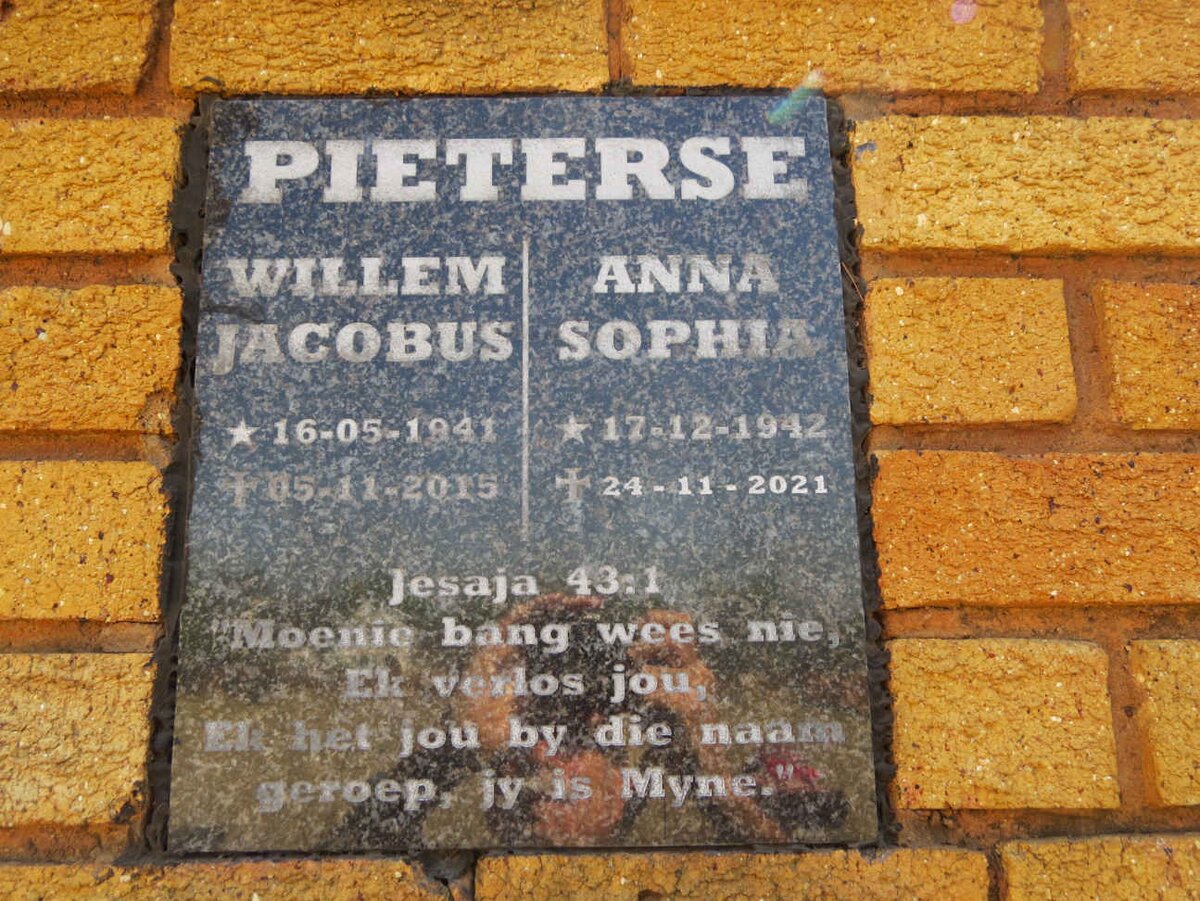 PIETERSE
WILLEM
JACOBUS
★ 16-05-1941
✝ 05-11-2015
ANNA
SOPHIA
★ 17-12-1942
✝ 24-11-2021
Jesaja 43:1
"Moenie bang wees nie,
Ek verlos jou,
Ek het jou by die naam
geroep, jy is Myne."